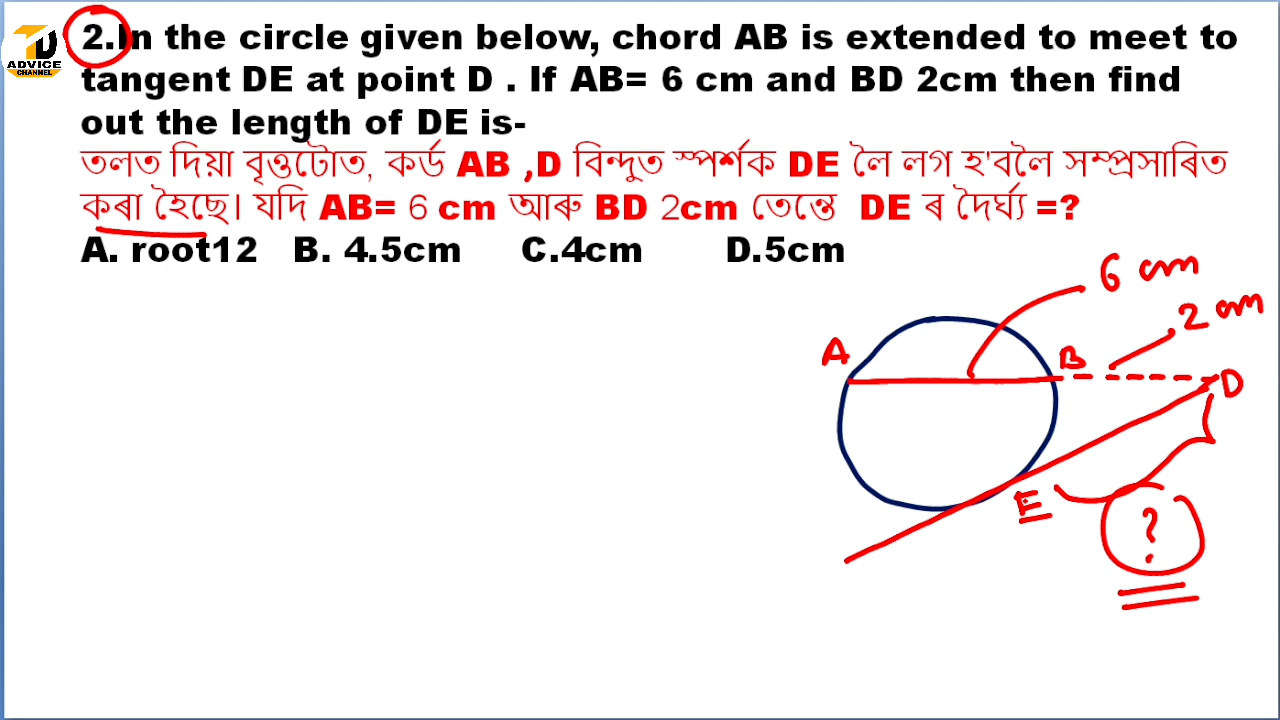 TD
ADVICE
CHANNEL
2.In the circle given below, chord AB is extended to meet to
tangent DE at point D . If AB= 6 cm and BD 2cm then find
out the length of DE is-
তলত দিয়া বৃত্তটোত, কৰ্ড AB ,D বিন্দুত স্পৰ্শক DE লৈ লগ হ'বলৈ সম্প্ৰসাৰিত
কৰা হৈছে। যদি AB= 6 cm আৰু BD 2cm তেন্তে DE ৰ দৈৰ্ঘ্য =?
A. root12 B. 4.5cm C.4cm D.5cm
6 cm
2 cm
A
B
D
E
?